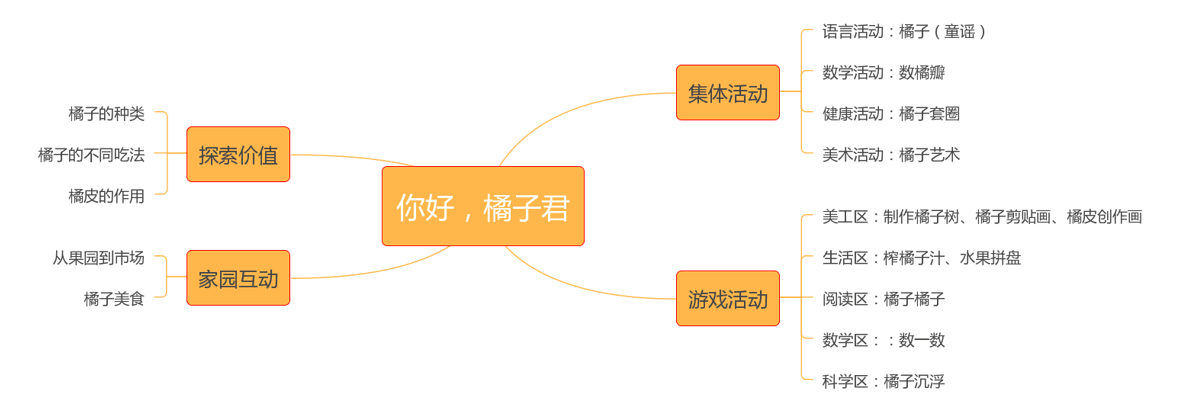 你好，橘子君
探索价值
橘子的种类
橘子的不同吃法
橘皮的作用
家园互动
从果园到市场
橘子美食
集体活动
语言活动：橘子（童谣）
数学活动：数橘瓣
健康活动：橘子套圈
美术活动：橘子艺术
游戏活动
美工区：制作橘子树、橘子剪贴画、橘皮创作画
生活区：榨橘子汁、水果拼盘
阅读区：橘子橘子
数学区：：数一数
科学区：橘子沉浮